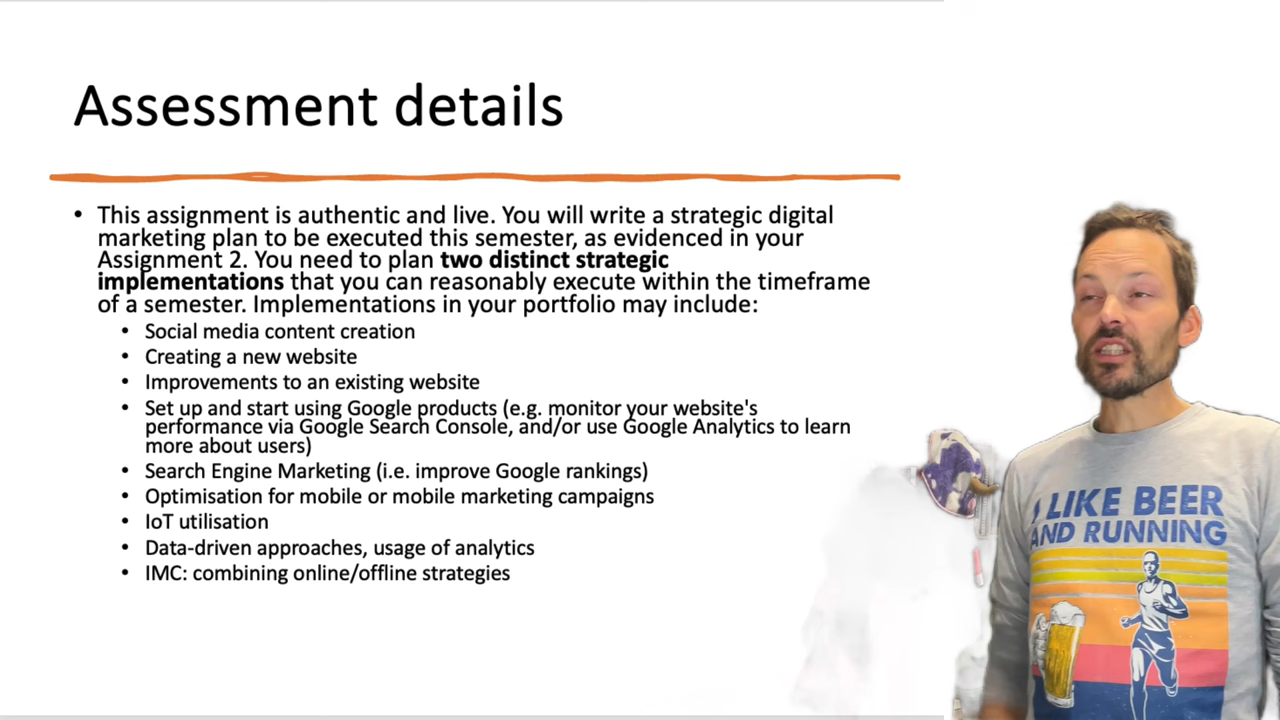 Assessment details
• This assignment is authentic and live. You will write a strategic digital
marketing plan to be executed this semester, as evidenced in your
Assignment 2. You need to plan two distinct strategic
implementations that you can reasonably execute within the timeframe
of a semester. Implementations in your portfolio may include:
• Social media content creation
• Creating a new website
• Improvements to an existing website
• Set up and start using Google products (e.g. monitor your website's
performance via Google Search Console, and/or use Google Analytics to learn
more about users)
• Search Engine Marketing (i.e. improve Google rankings)
• Optimisation for mobile or mobile marketing campaigns
• IoT utilisation
• Data-driven approaches, usage of analytics
• IMC: combining online/offline strategies
I LIKE BEER
AND RUNNING